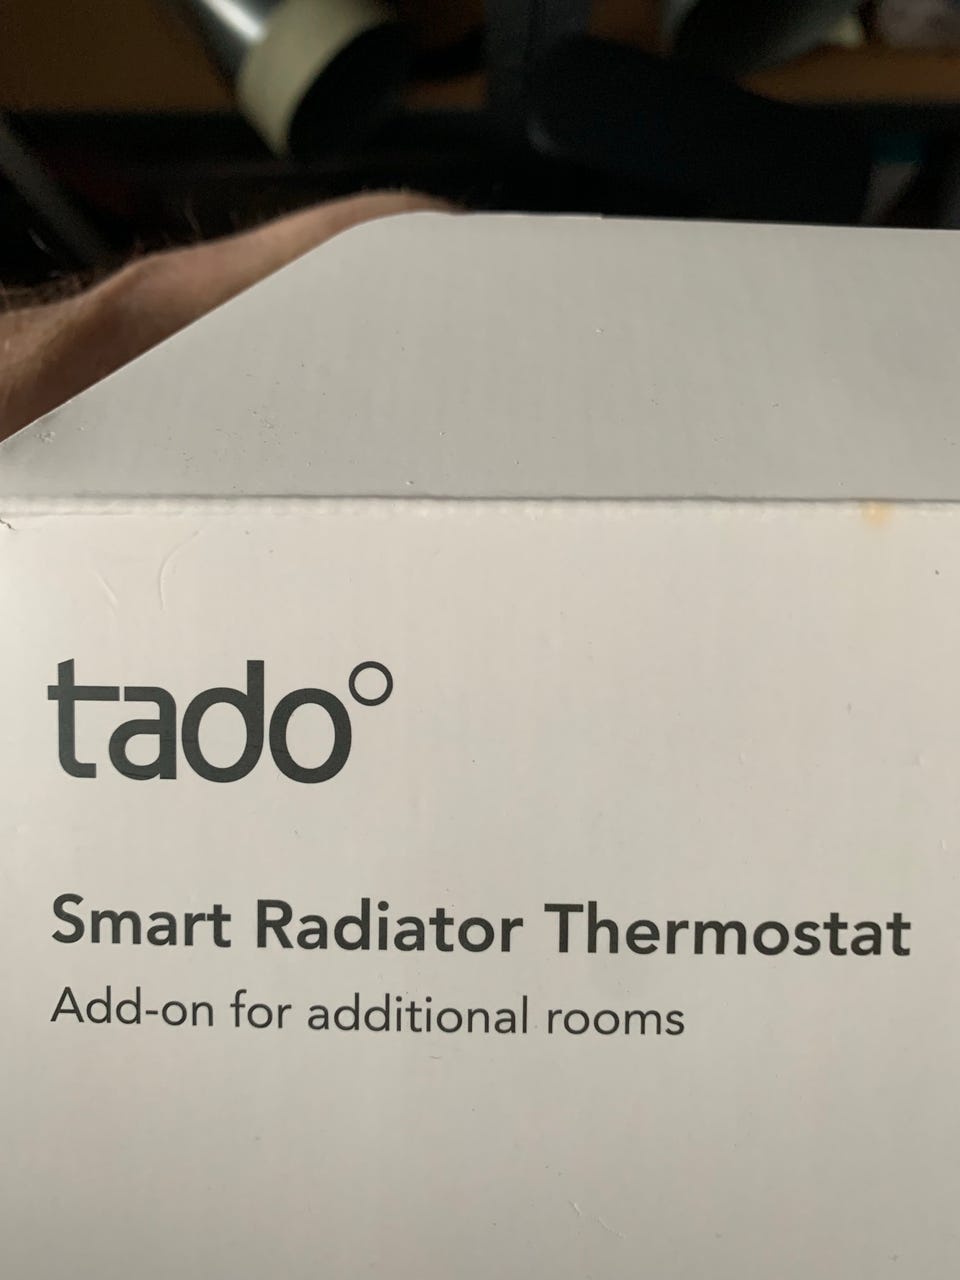 tado°
Smart Radiator Thermostat
Add-on for additional rooms